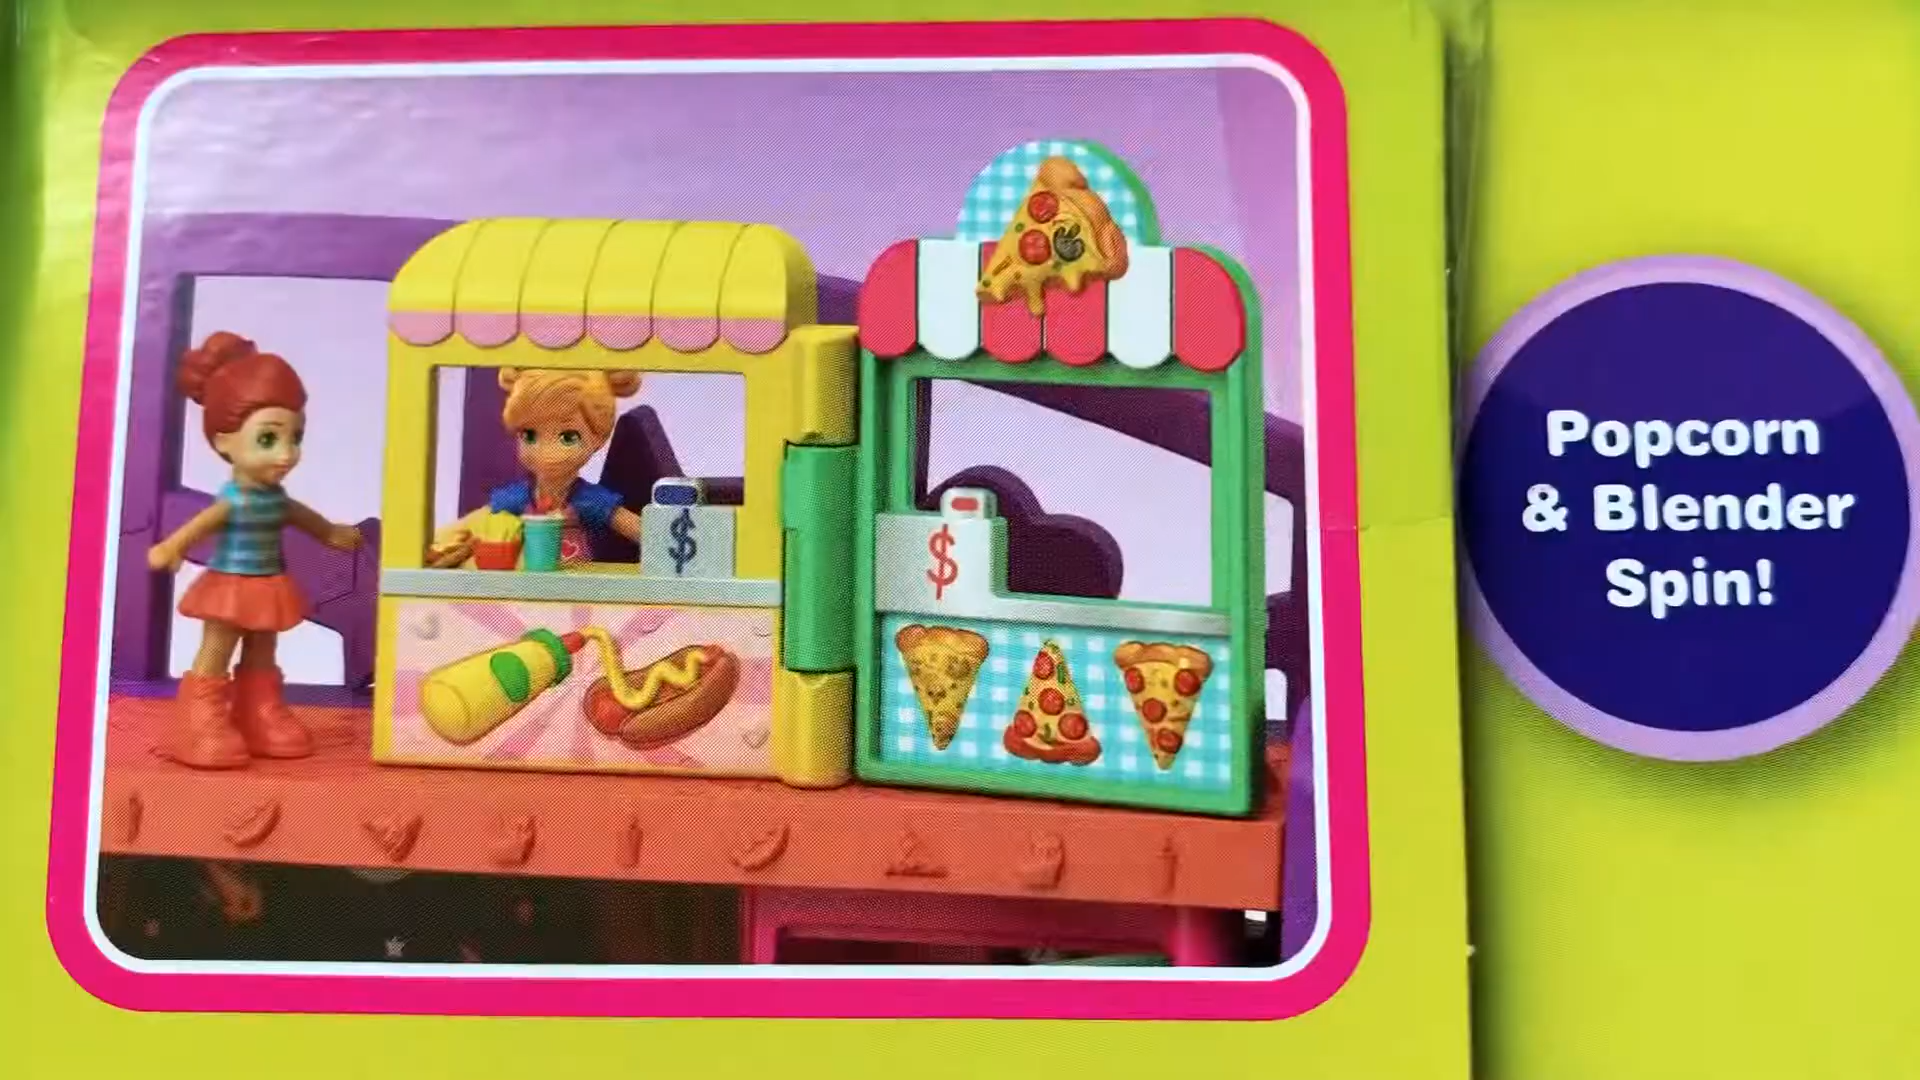 $
$
Popcorn
& Blender
Spin!